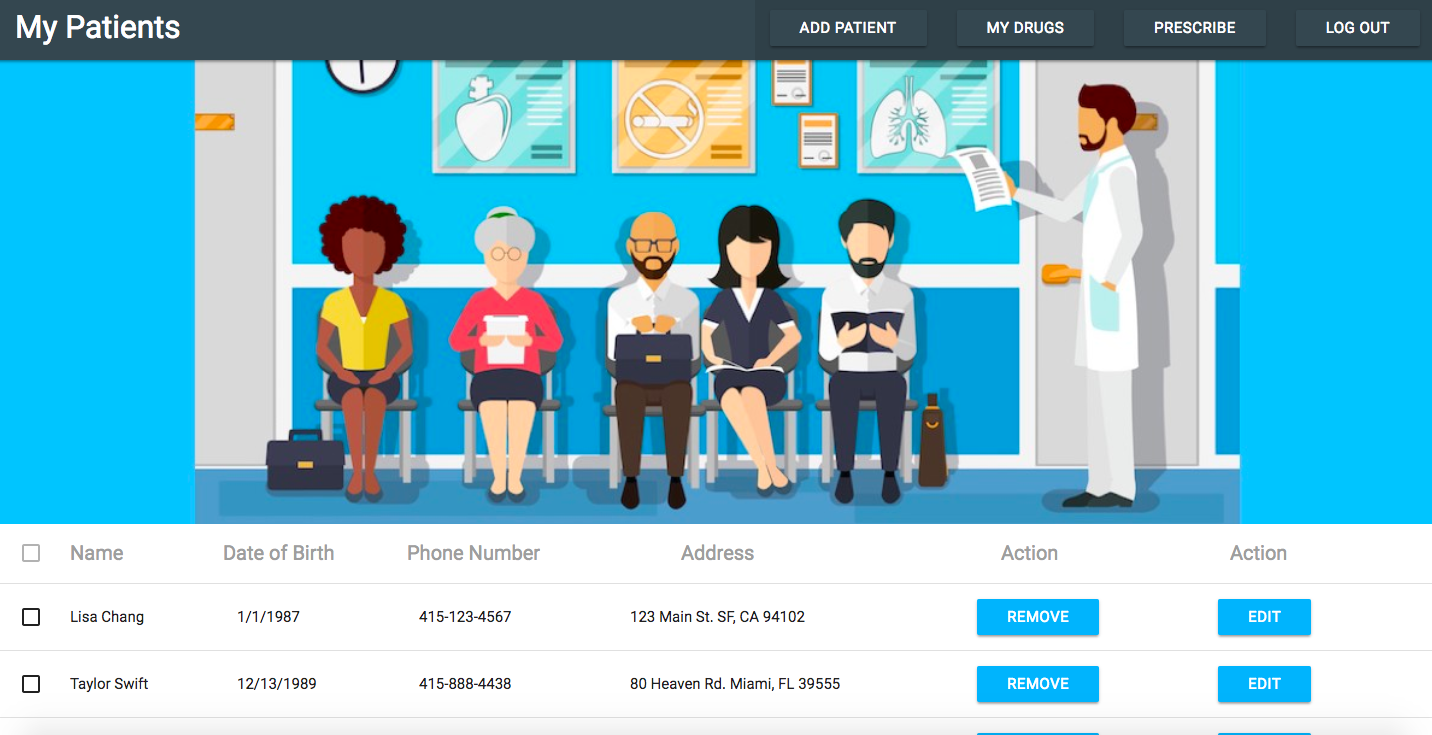 My Patients ADD PATIENT MY DRUGS PRESCRIBE LOG OUT
Name Date of Birth Phone Number Address Action Action
Lisa Chang 1/1/1987 415-123-4567 123 Main St. SF, CA 94102 REMOVE EDIT
Taylor Swift 12/13/1989 415-888-4438 80 Heaven Rd. Miami, FL 39555 REMOVE EDIT